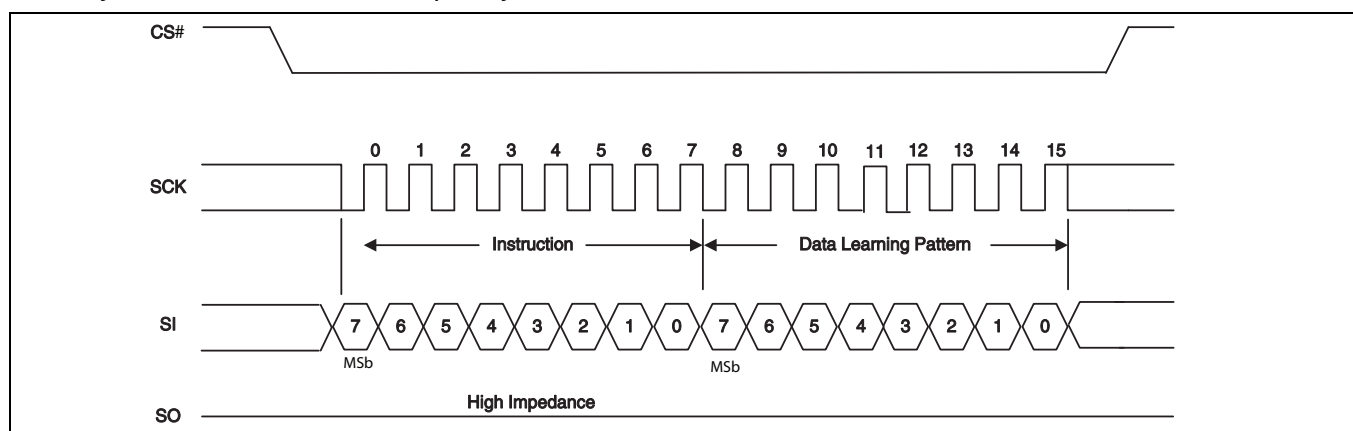 CS#
0 1 2 3 4 5 6 7 8 9 10 11 12 13 14 15
SCK
Instruction Data Learning Pattern
SI 7 6 5 4 3 2 1 0 7 6 5 4 3 2 1 0
MSb MSb
High Impedance
SO